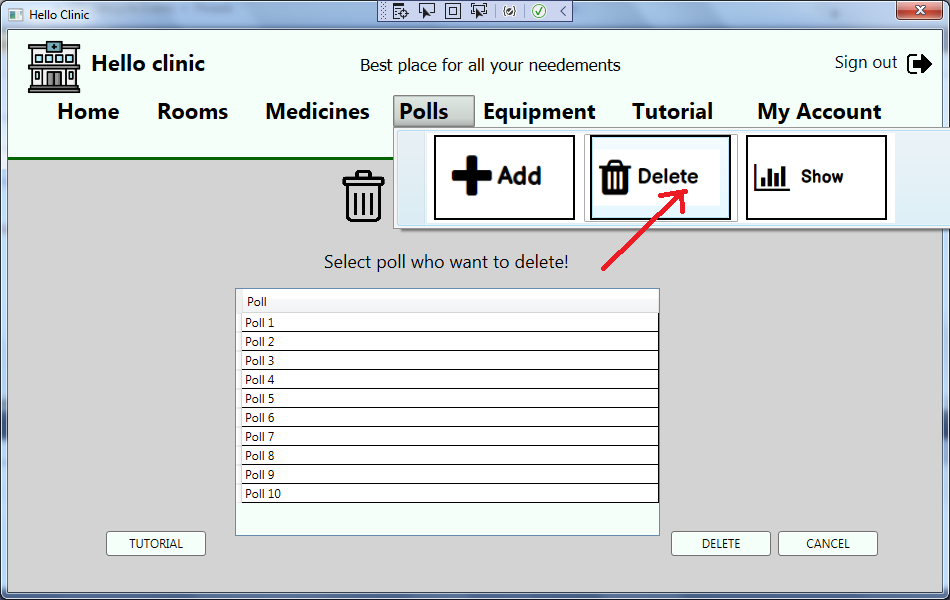 Hello Clinic
Hello clinic
Best place for all your needements
Sign out
Home Rooms Medicines Polls Equipment Tutorial My Account
Add Delete Show
Select poll who want to delete!
Poll
Poll 1
Poll 2
Poll 3
Poll 4
Poll 5
Poll 6
Poll 7
Poll 8
Poll 9
Poll 10
TUTORIAL DELETE CANCEL